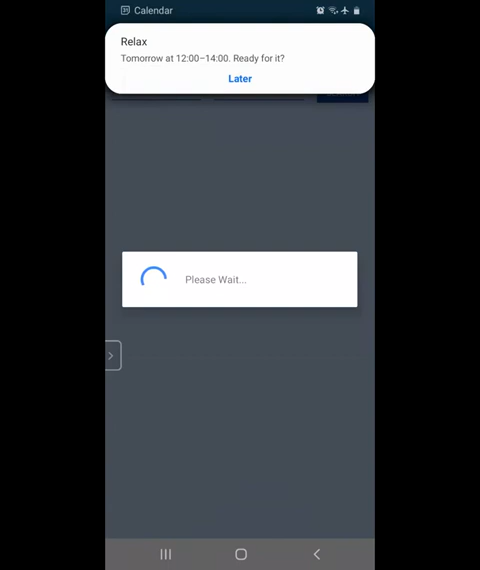 Calendar
Relax
Tomorrow at 12:00–14:00. Ready for it?
Later
Please Wait...